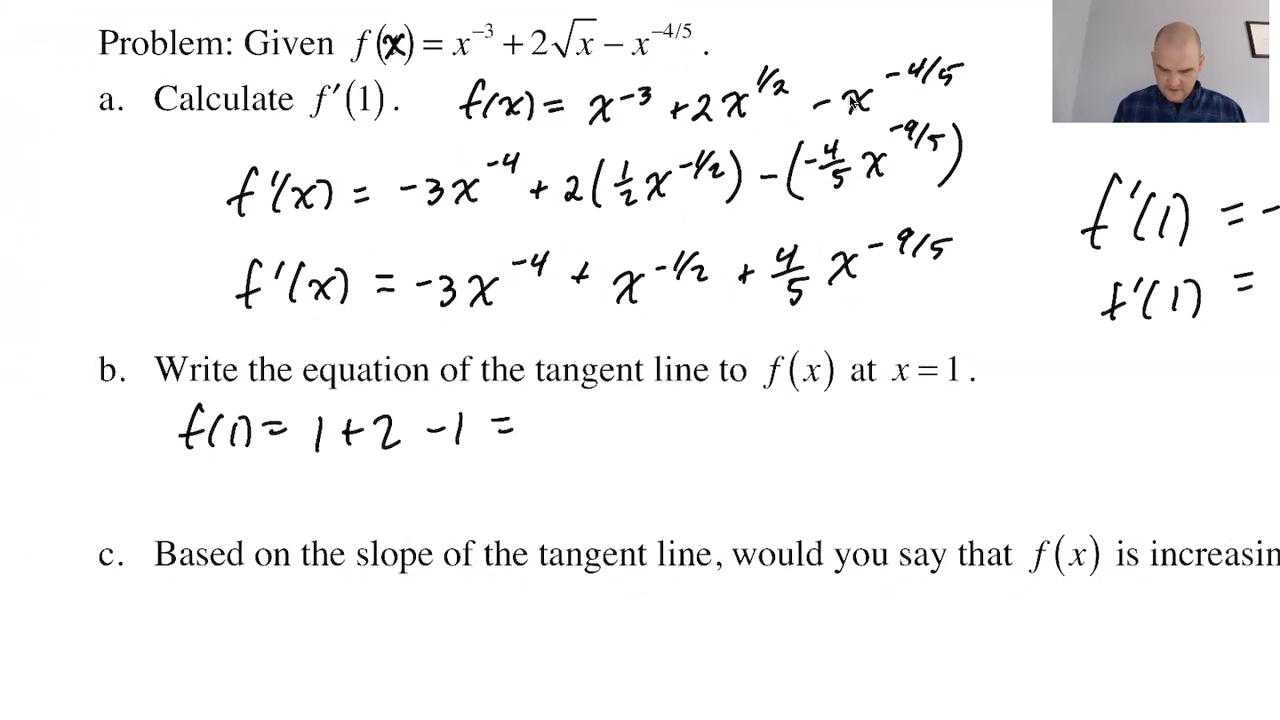 Problem: Given f(x) = x⁻³ + 2√x − x^(−4/5) .
a. Calculate f′(1). f(x) = x⁻³ + 2x^(1/2) − x^(−4/5)
f′(x) = −3x⁻⁴ + 2(½x^(−1/2)) − (−⅘x^(−9/5))
f′(1) = −
f′(x) = −3x⁻⁴ + x^(−1/2) + ⅘x^(−9/5)
f′(1) =
b. Write the equation of the tangent line to f(x) at x = 1.
f(1) = 1 + 2 − 1 =
c. Based on the slope of the tangent line, would you say that f(x) is increasin